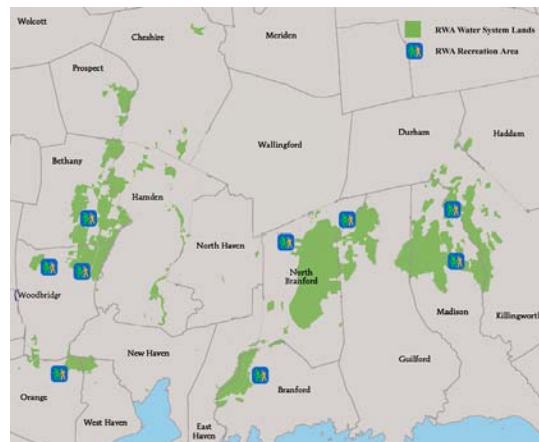 Wolcott
Cheshire
Meriden
RWA Water System Lands
RWA Recreation Area
Prospect
Durham
Haddam
Wallingford
Bethany
Hamden
North Haven
North
Branford
Woodbridge
Madison
Killingworth
Guilford
New Haven
Orange
Branford
West Haven
East
Haven